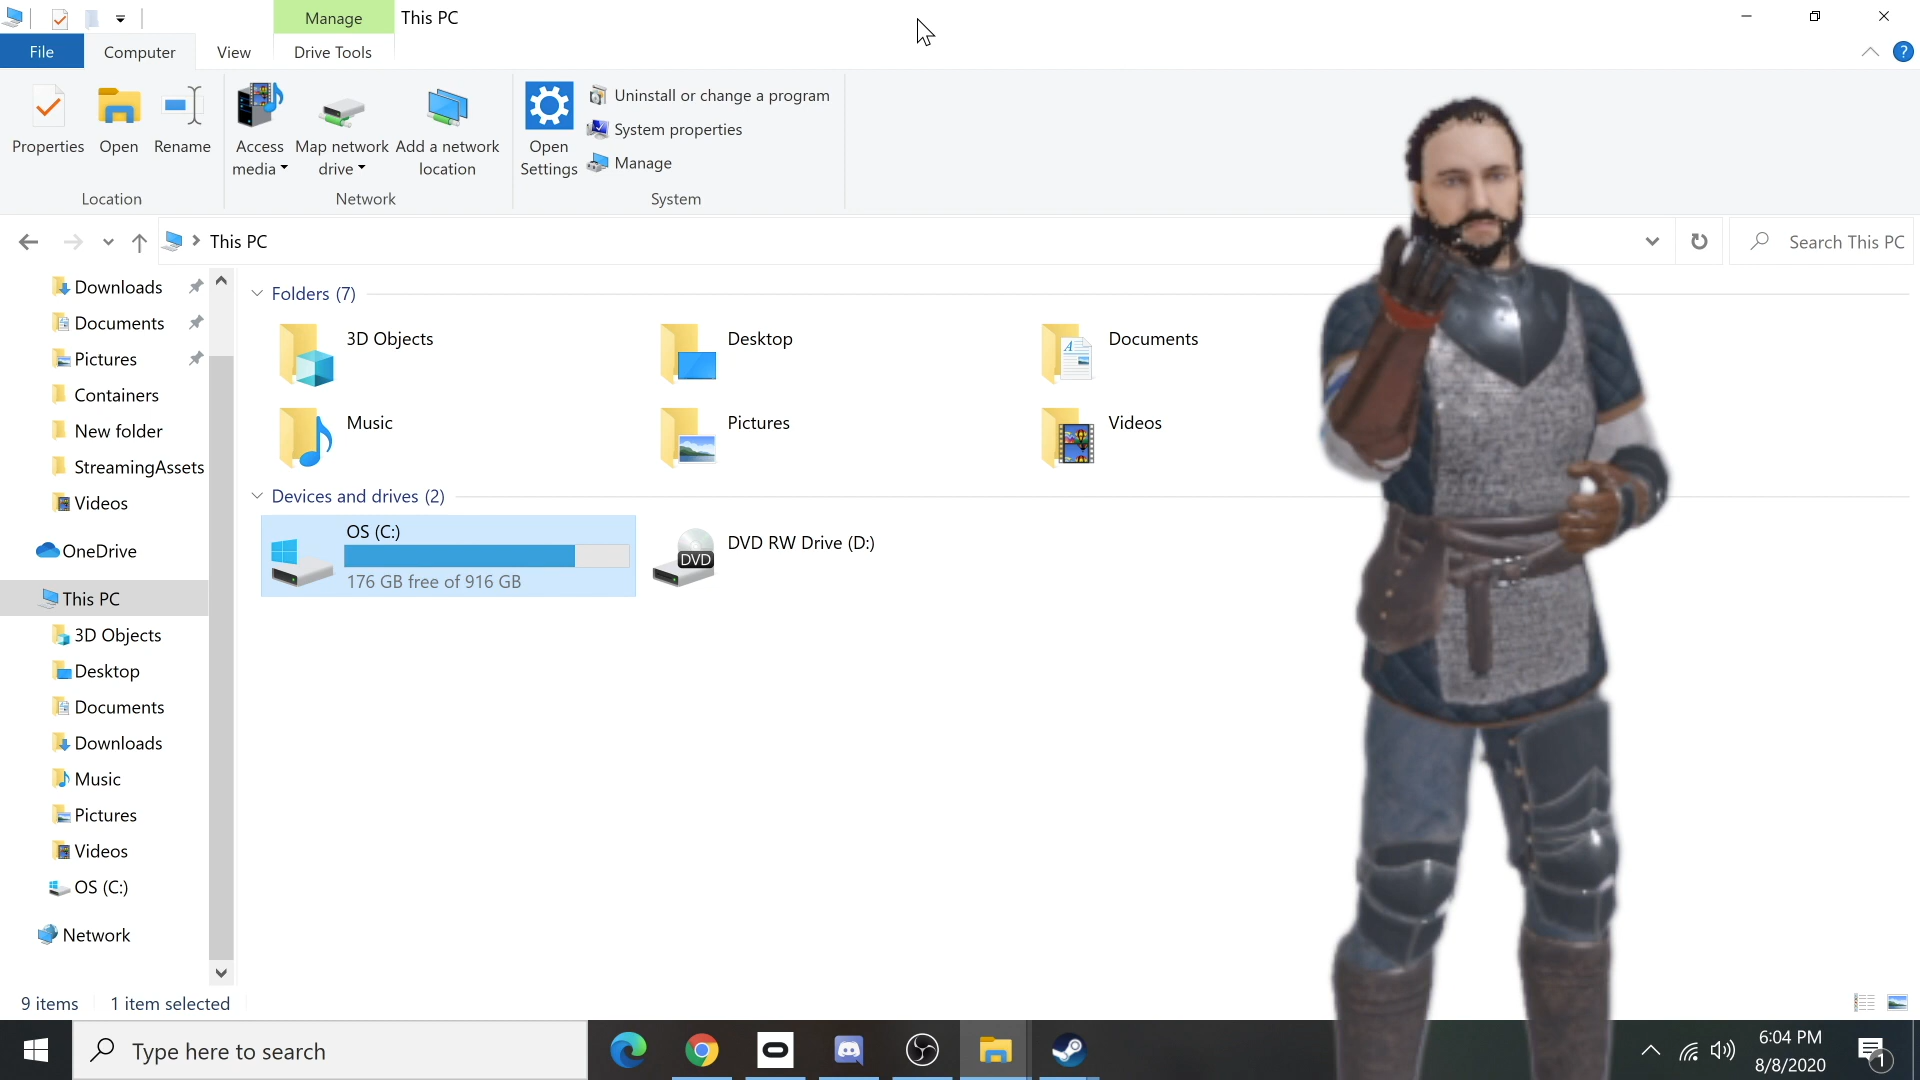 Manage
This PC
File
Computer
View
Drive Tools
Properties
Open
Rename
Access media
Map network drive
Add a network location
Open Settings
Uninstall or change a program
System properties
Manage
Location
Network
System
This PC
Search This PC
Downloads
Documents
Pictures
Containers
New folder
StreamingAssets
Videos
OneDrive
This PC
3D Objects
Desktop
Documents
Downloads
Music
Pictures
Videos
OS (C:)
Network
Folders (7)
3D Objects
Desktop
Documents
Music
Pictures
Videos
Devices and drives (2)
OS (C:)
176 GB free of 916 GB
DVD
DVD RW Drive (D:)
9 items
1 item selected
Type here to search
6:04 PM
8/8/2020
1